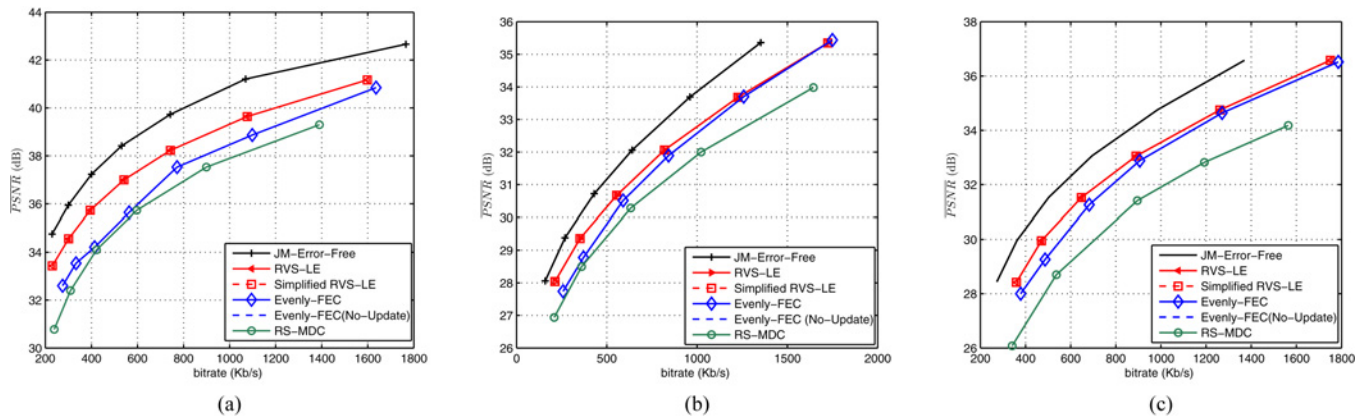 44
42
40
38
36
34
32
30
200 400 600 800 1000 1200 1400 1600 1800
PSNR (dB)
bitrate (Kb/s)
JM-Error-Free
RVS-LE
Simplified RVS-LE
Evenly-FEC
Evenly-FEC(No-Update)
RS-MDC
(a)
36
35
34
33
32
31
30
29
28
27
26
0 500 1000 1500 2000
PSNR (dB)
bitrate (Kb/s)
JM-Error-Free
RVS-LE
Simplified RVS-LE
Evenly-FEC
Evenly-FEC (No-Update)
RS-MDC
(b)
38
36
34
32
30
28
26
200 400 600 800 1000 1200 1400 1600 1800
PSNR (dB)
bitrate (Kb/s)
JM-Error-Free
RVS-LE
Simplified RVS-LE
Evenly-FEC
Evenly-FEC(No-Update)
RS-MDC
(c)